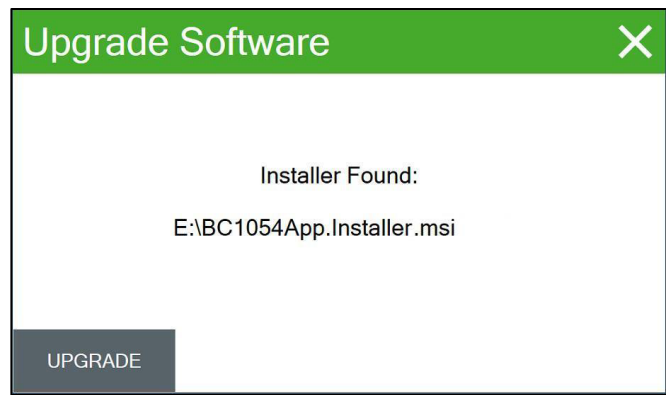 Upgrade Software
Installer Found:
E:\BC1054App.Installer.msi
UPGRADE